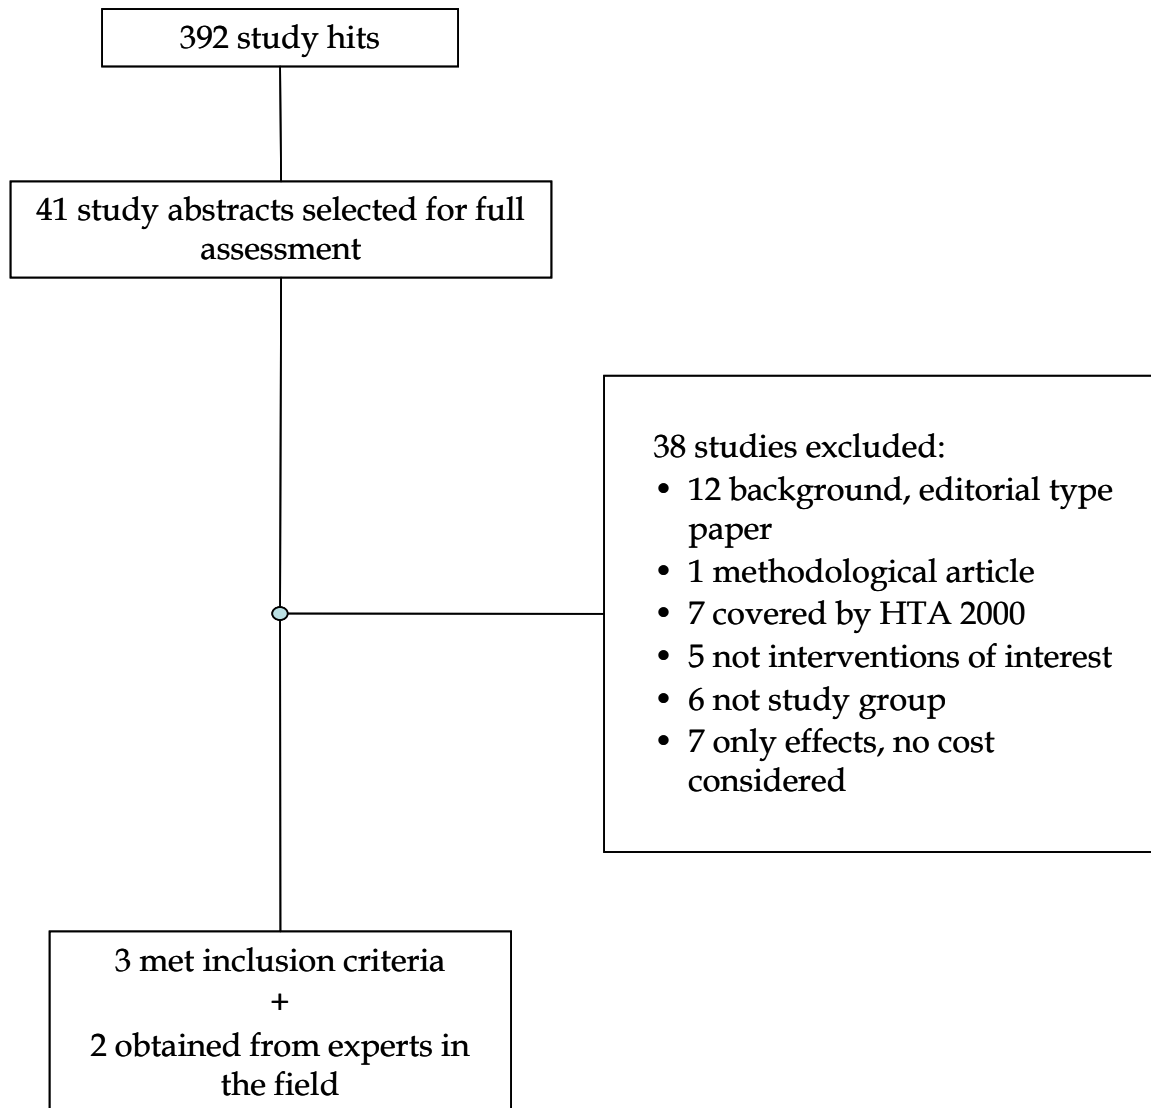 392 study hits
41 study abstracts selected for full
assessment
38 studies excluded:
• 12 background, editorial type
paper
• 1 methodological article
• 7 covered by HTA 2000
• 5 not interventions of interest
• 6 not study group
• 7 only effects, no cost
considered
3 met inclusion criteria
+
2 obtained from experts in
the field